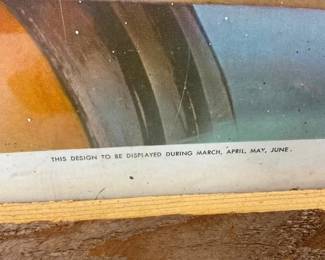 THIS DESIGN TO BE DISPLAYED DURING MARCH, APRIL, MAY, JUNE.